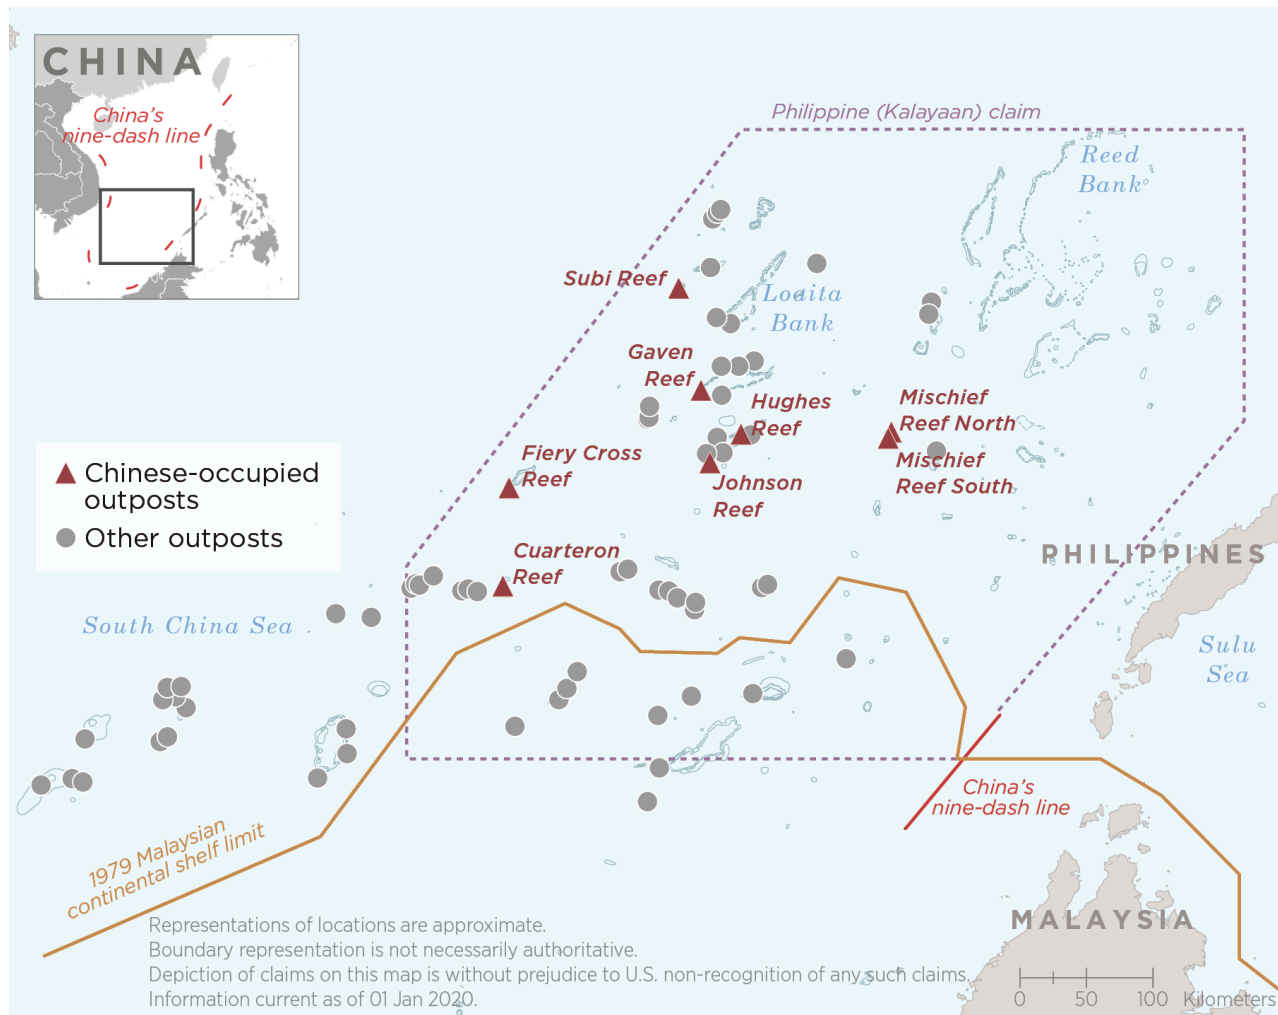 CHINA
China's
nine-dash line
Philippine (Kalayaan) claim
Reed
Bank
Subi Reef
Loaita
Bank
Gaven
Reef
Hughes
Reef
Mischief
Reef North
Fiery Cross
Reef
Mischief
Reef South
Johnson
Reef
Chinese-occupied
outposts
Other outposts
Cuarteron
Reef
PHILIPPINES
South China Sea
Sulu
Sea
China's
nine-dash line
1979 Malaysian
continental shelf limit
MALAYSIA
Representations of locations are approximate.
Boundary representation is not necessarily authoritative.
Depiction of claims on this map is without prejudice to U.S. non-recognition of any such claims.
Information current as of 01 Jan 2020.
0 50 100 Kilometers